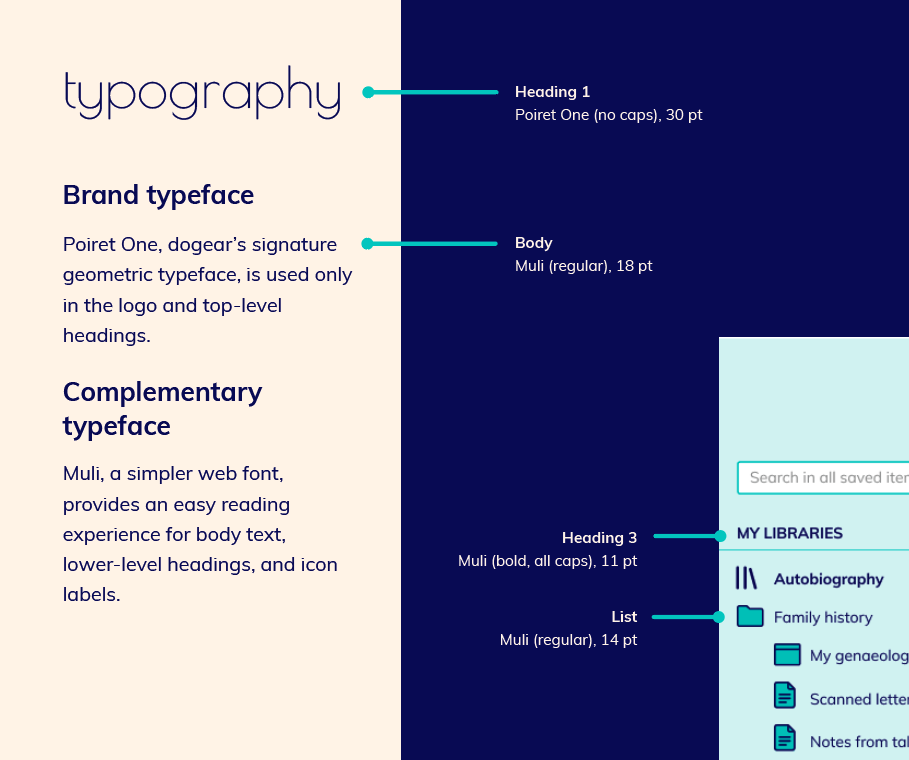 typography
Heading 1
Poiret One (no caps), 30 pt
Brand typeface
Poiret One, dogear’s signature
geometric typeface, is used only
in the logo and top-level
headings.
Body
Muli (regular), 18 pt
Complementary
typeface
Muli, a simpler web font,
provides an easy reading
experience for body text,
lower-level headings, and icon
labels.
Heading 3
Muli (bold, all caps), 11 pt
List
Muli (regular), 14 pt
Search in all saved
MY LIBRARIES
Autobiography
Family history
My
Scanned
Notes from